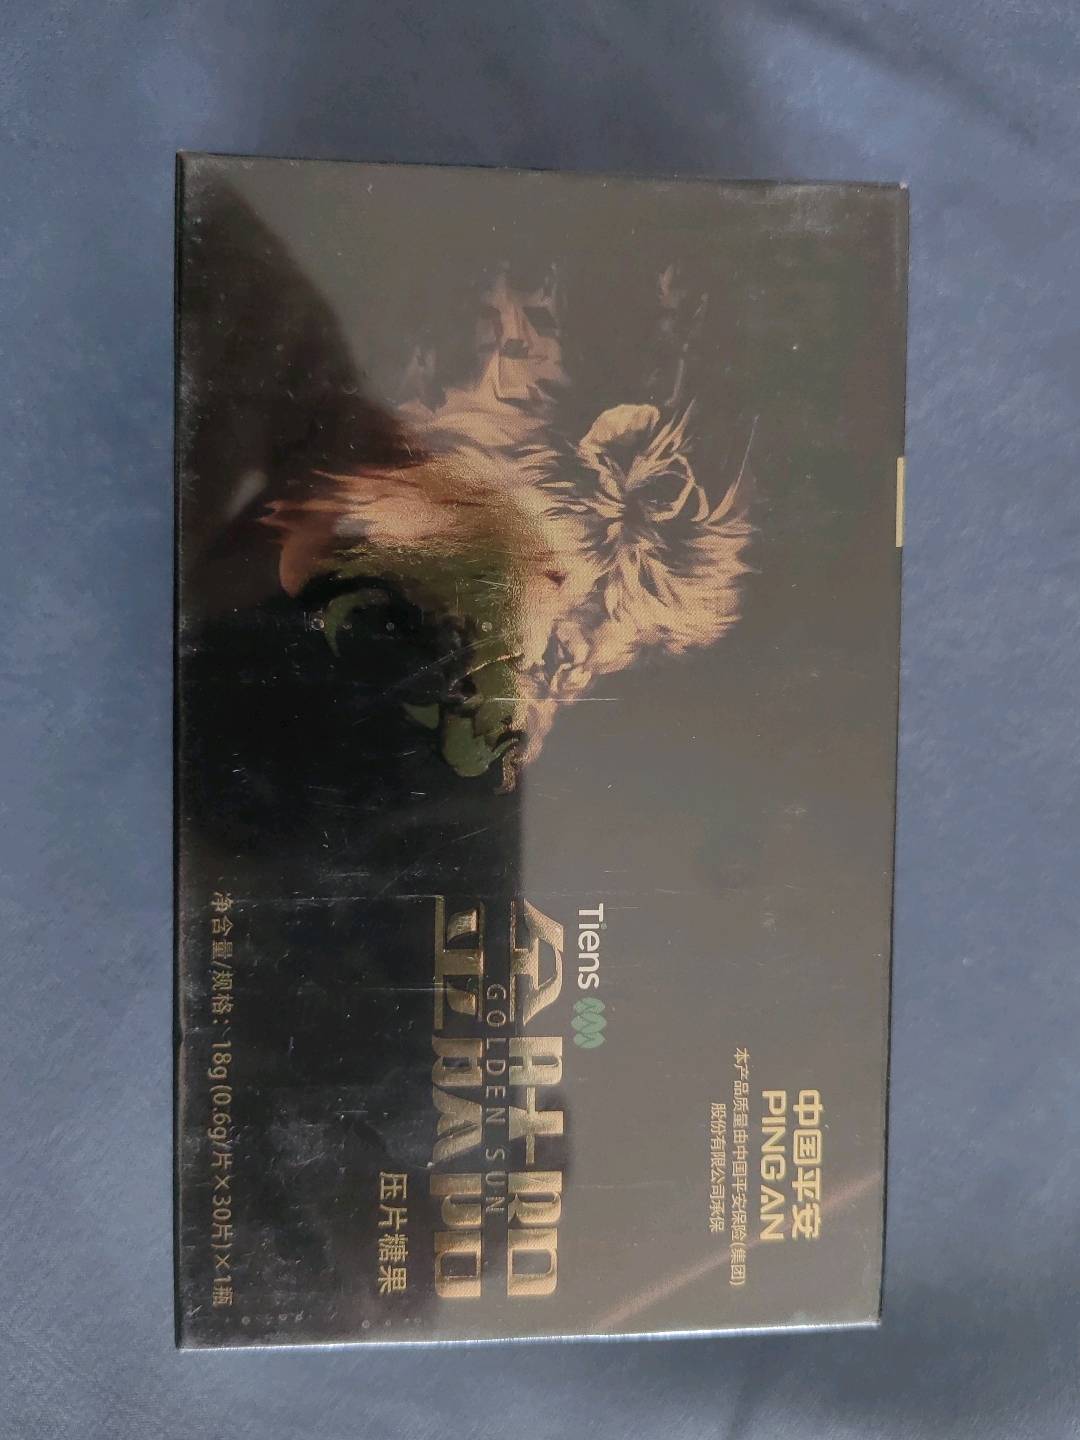 中国平安
PING AN
本产品质量由中国平安保险(集团)
股份有限公司承保
Tiens
GOLDEN SUN
压片糖果
净含量/规格：18g (0.6g/片×30片)×1瓶